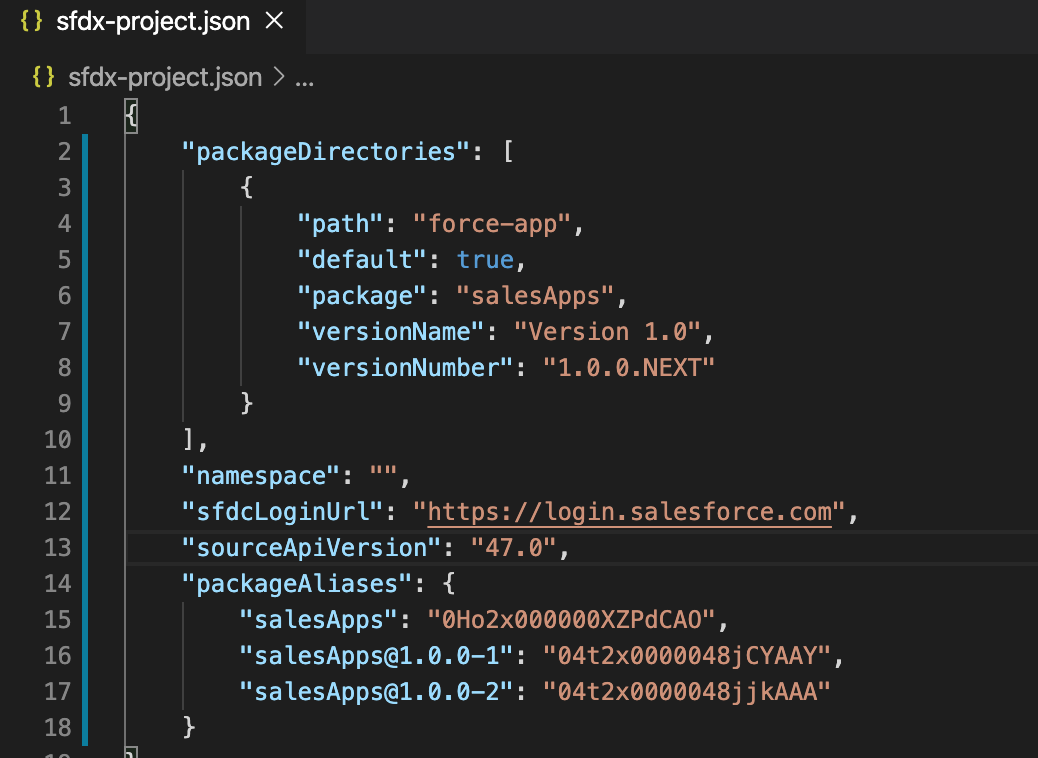 {} sfdx-project.json ×
{} sfdx-project.json > ...
1 {
2 "packageDirectories": [
3 {
4 "path": "force-app",
5 "default": true,
6 "package": "salesApps",
7 "versionName": "Version 1.0",
8 "versionNumber": "1.0.0.NEXT"
9 }
10 ],
11 "namespace": "",
12 "sfdcLoginUrl": "https://login.salesforce.com",
13 "sourceApiVersion": "47.0",
14 "packageAliases": {
15 "salesApps": "0Ho2x000000XZPdCAO",
16 "salesApps@1.0.0-1": "04t2x0000048jCYAAY",
17 "salesApps@1.0.0-2": "04t2x0000048jjkAAA"
18 }
19 }